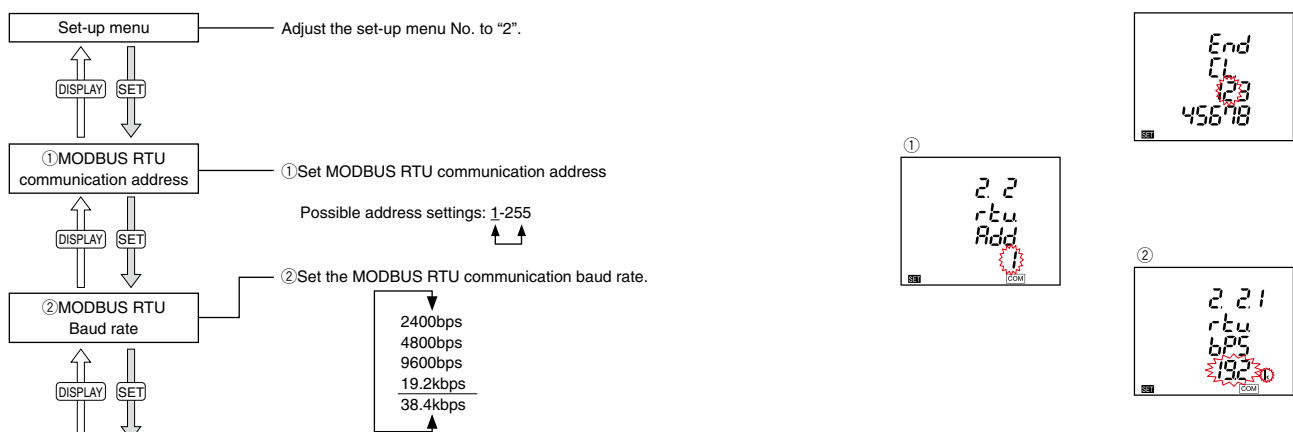 Set-up menu
Adjust the set-up menu No. to “2”.
DISPLAY
SET
①MODBUS RTU
communication address
①Set MODBUS RTU communication address
Possible address settings: 1-255
DISPLAY
SET
②MODBUS RTU
Baud rate
②Set the MODBUS RTU communication baud rate.
2400bps
4800bps
9600bps
19.2kbps
38.4kbps
DISPLAY
SET
End
CL
123
45678
SET
①
2. 2
rtu.
Add
1
SET
COM
②
2. 2.1
rtu.
bPS
19.2 k.
SET
COM